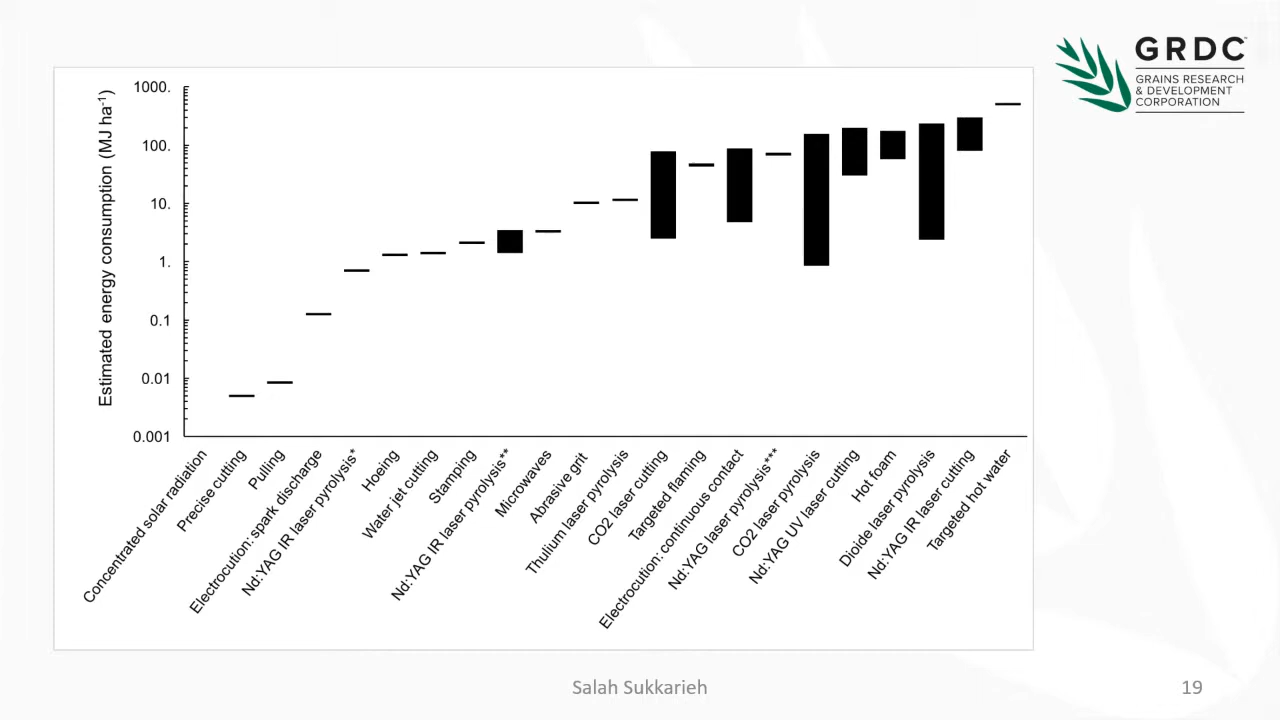 GRDC
GRAINS RESEARCH
& DEVELOPMENT
CORPORATION
Estimated energy consumption (MJ ha-1)
1000.
100.
10.
1.
0.1
0.01
0.001
Concentrated solar radiation
Precise cutting
Pulling
Electrocution: spark discharge
Nd:YAG IR laser pyrolysis*
Hoeing
Water jet cutting
Stamping
Nd:YAG IR laser pyrolysis**
Microwaves
Abrasive grit
Thulium laser pyrolysis
CO2 laser cutting
Targeted flaming
Electrocution: continuous contact
Nd:YAG laser pyrolysis***
CO2 laser pyrolysis
Nd:YAG UV laser cutting
Hot foam
Dioide laser pyrolysis
Nd:YAG IR laser cutting
Targeted hot water
Salah Sukkarieh
19